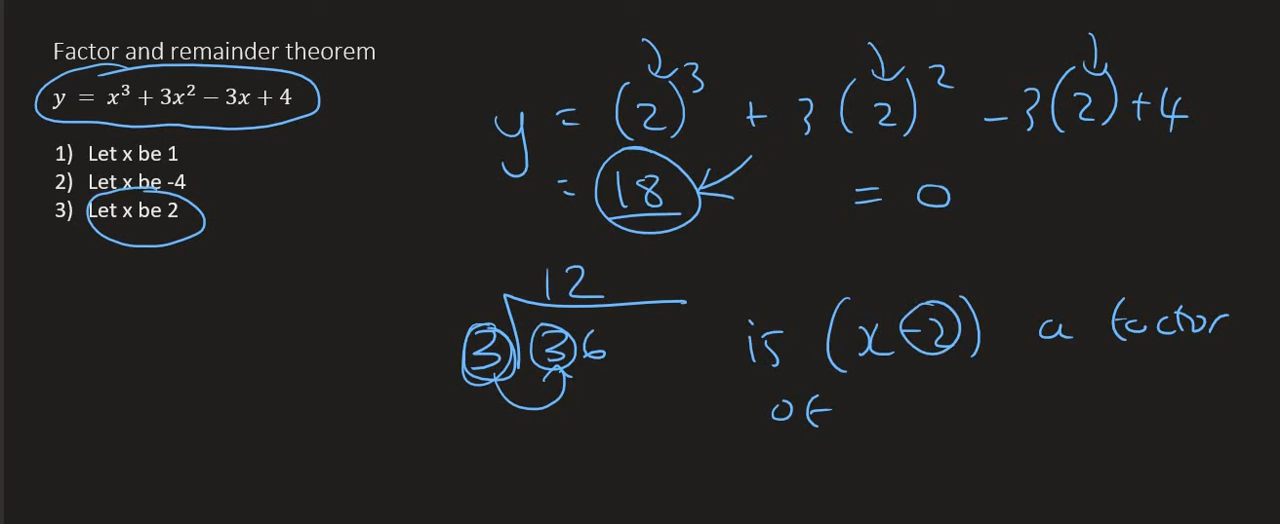 Factor and remainder theorem
y = x³ + 3x² − 3x + 4
1) Let x be 1
2) Let x be -4
3) Let x be 2
y = (2)³ + 3(2)² − 3(2) + 4
= 18 = 0
12
3)36
is (x − 2) a factor
of